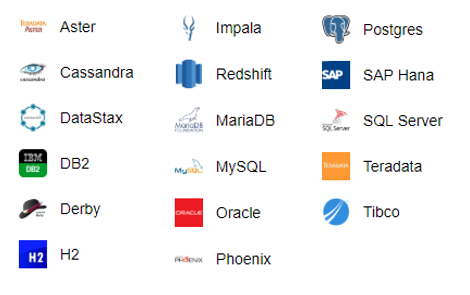 TERADATA ASTER Aster
cassandra Cassandra
DataStax
IBM DB2 DB2
Derby Derby
H2 H2
Impala
Redshift
MariaDB FOUNDATION MariaDB
MySQL MySQL
ORACLE Oracle
PHOENIX Phoenix
Postgres
SAP SAP Hana
SQL Server SQL Server
TERADATA Teradata
Tibco